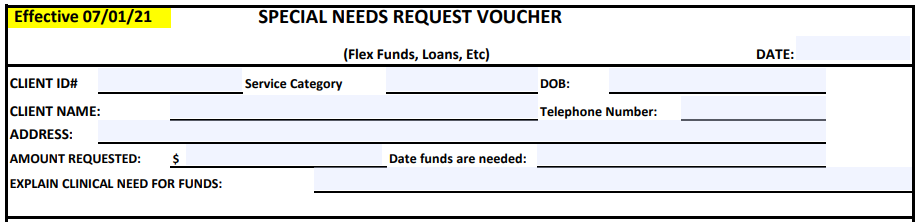 Effective 07/01/21 SPECIAL NEEDS REQUEST VOUCHER
(Flex Funds, Loans, Etc) DATE:
CLIENT ID# Service Category DOB:
CLIENT NAME: Telephone Number:
ADDRESS:
AMOUNT REQUESTED: $ Date funds are needed:
EXPLAIN CLINICAL NEED FOR FUNDS: